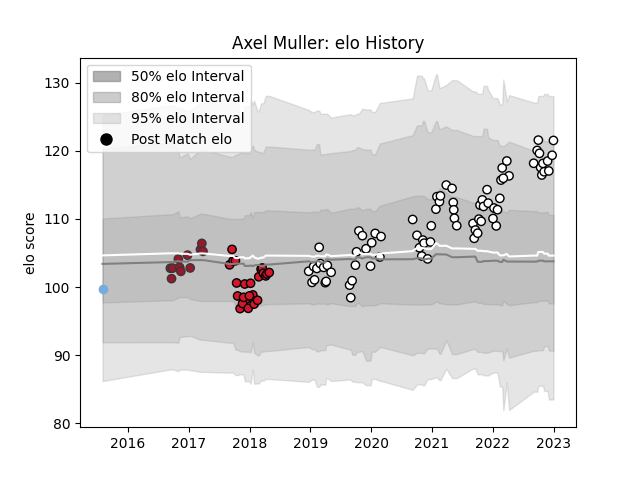 Axel Muller: elo History
50% elo Interval
80% elo Interval
95% elo Interval
Post Match elo
elo score
130
120
110
100
90
80
2016 2017 2018 2019 2020 2021 2022 2023